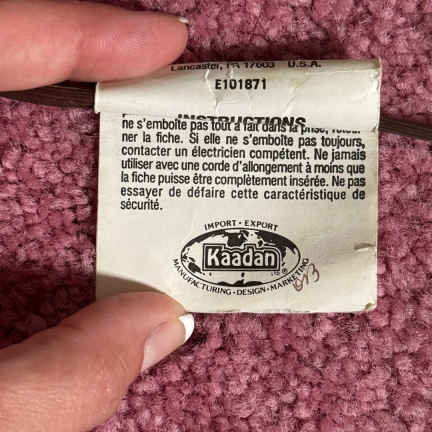 Lancaster, PA 17603 U.S.A.
E101871
INSTRUCTIONS
ne s'emboîte pas tout à fait dans la prise, retour-
ner la fiche. Si elle ne s'emboîte pas toujours,
contacter un électricien compétent. Ne jamais
utiliser avec une corde d'allongement à moins que
la fiche puisse être complètement insérée. Ne pas
essayer de défaire cette caractéristique de
sécurité.
IMPORT • EXPORT
Kaadan
LTD ®
MANUFACTURING • DESIGN • MARKETING